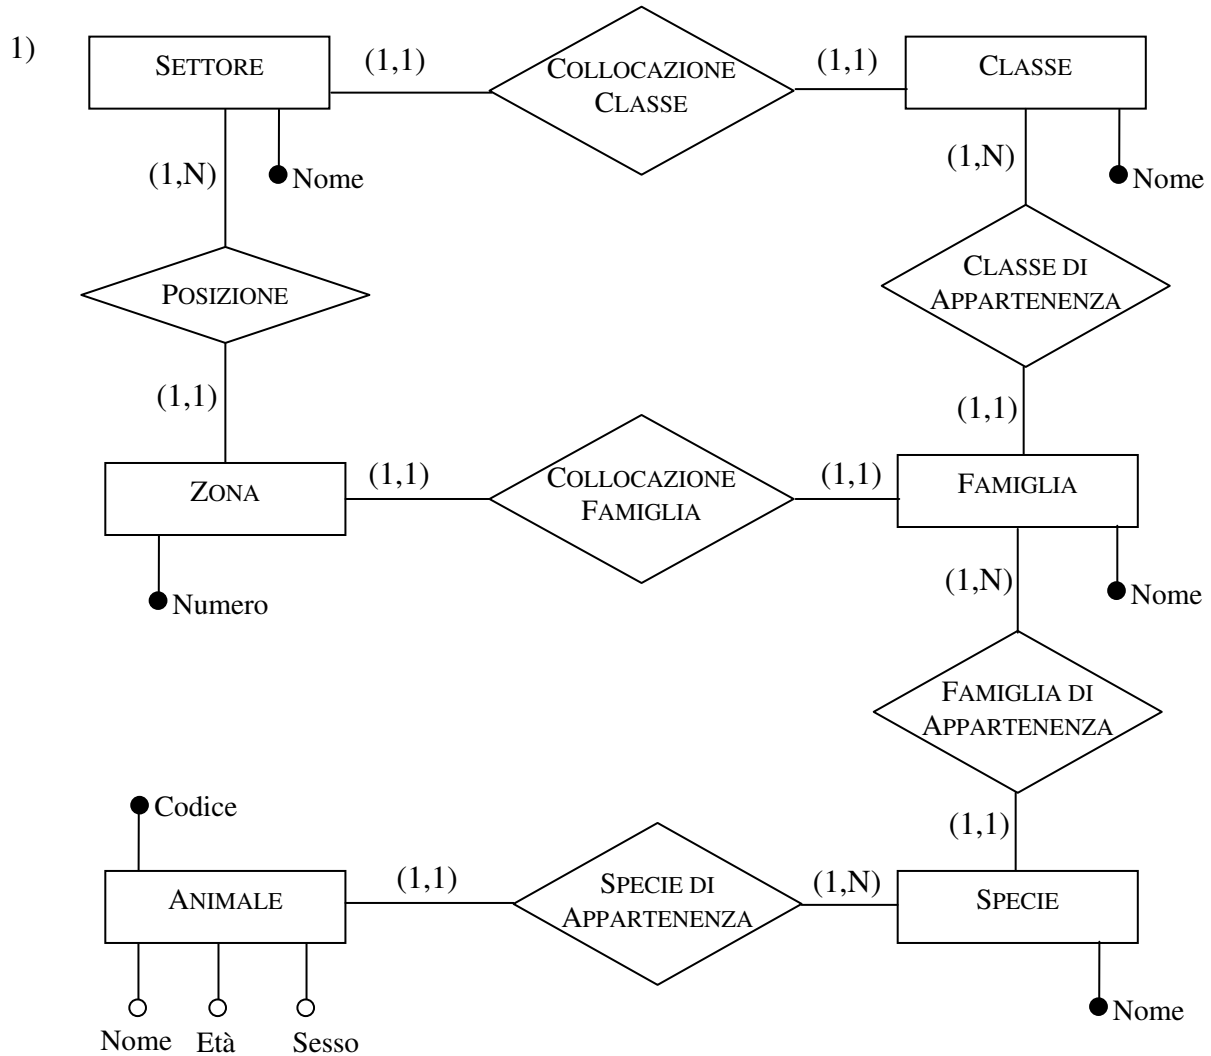 1)
SETTORE
(1,1)
COLLOCAZIONE
CLASSE
(1,1)
CLASSE
(1,N)
Nome
(1,N)
Nome
POSIZIONE
CLASSE DI
APPARTENENZA
(1,1)
(1,1)
ZONA
(1,1)
COLLOCAZIONE
FAMIGLIA
(1,1)
FAMIGLIA
Numero
(1,N)
Nome
FAMIGLIA DI
APPARTENENZA
Codice
(1,1)
ANIMALE
(1,1)
SPECIE DI
APPARTENENZA
(1,N)
SPECIE
Nome
Età
Sesso
Nome